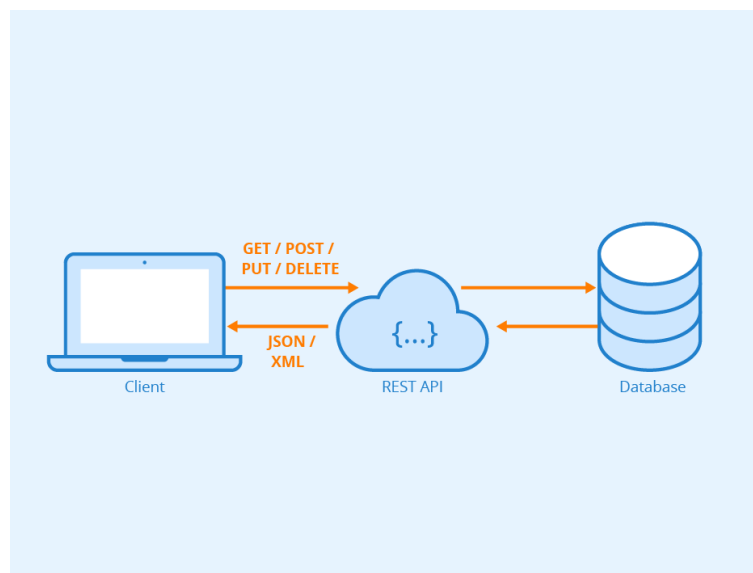 GET / POST /
PUT / DELETE
JSON /
XML
{...}
Client
REST API
Database